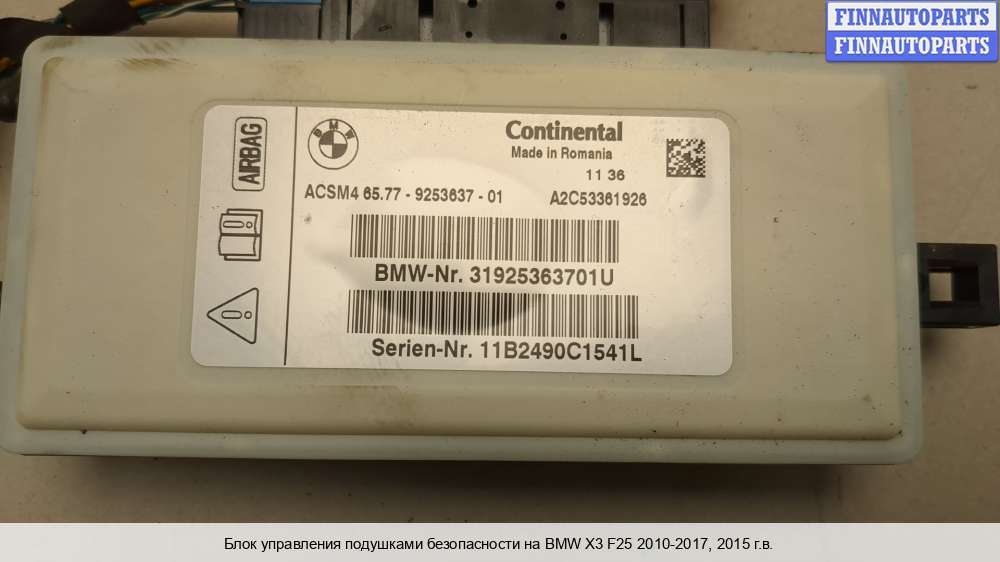 FINNAUTOPARTS
FINNAUTOPARTS
AIRBAG
BMW
Continental
Made in Romania
11 36
ACSM4 65.77 - 9253637 - 01 A2C53361926
BMW-Nr. 31925363701U
Serien-Nr. 11B2490C1541L
Блок управления подушками безопасности на BMW X3 F25 2010-2017, 2015 г.в.